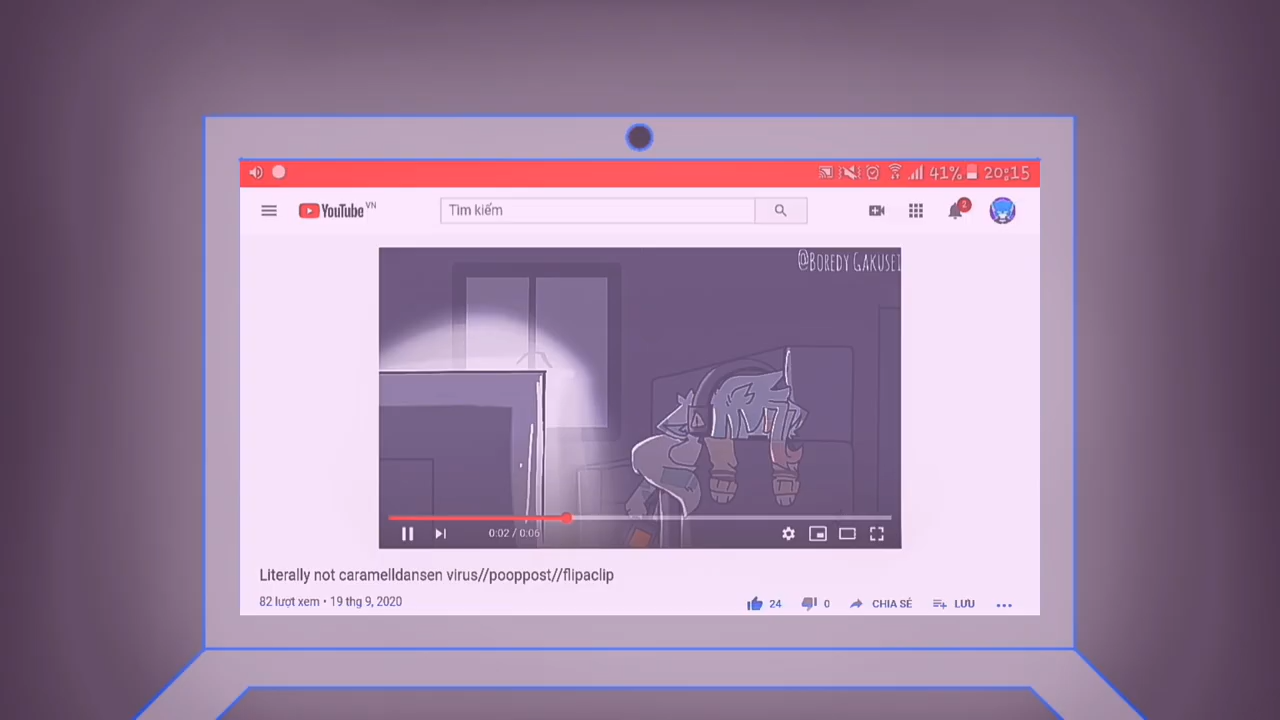 41% 20:15
YouTube VN
Tìm kiếm
2
@BOREDY GAKUSEI
0:02 / 0:06
Literally not caramelldansen virus//pooppost//flipaclip
82 lượt xem • 19 thg 9, 2020
24 0 CHIA SẺ LƯU